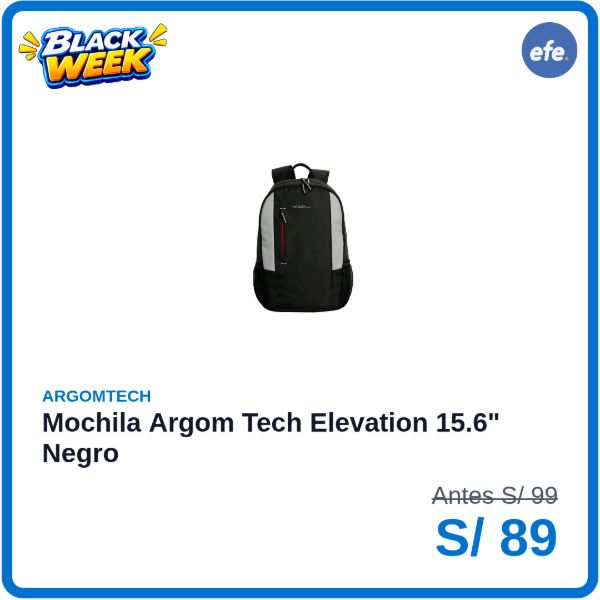 BLACK
WEEK
efe.
ARGOMTECH
Mochila Argom Tech Elevation 15.6"
Negro
Antes S/ 99
S/ 89